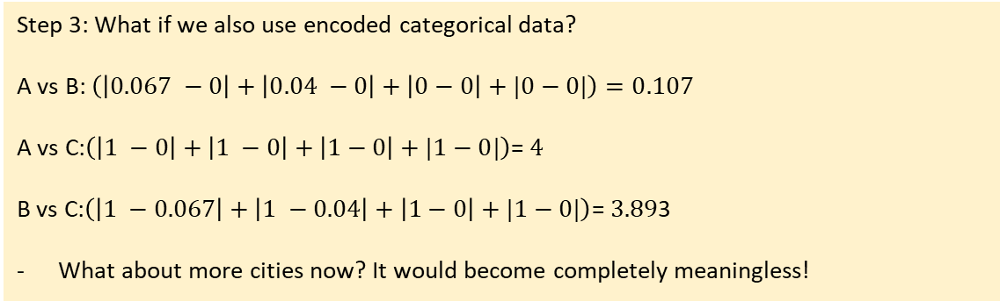 Step 3: What if we also use encoded categorical data?
A vs B: (|0.067 − 0| + |0.04 − 0| + |0 − 0| + |0 − 0|) = 0.107
A vs C:(|1 − 0| + |1 − 0| + |1 − 0| + |1 − 0|)= 4
B vs C:(|1 − 0.067| + |1 − 0.04| + |1 − 0| + |1 − 0|)= 3.893
- What about more cities now? It would become completely meaningless!